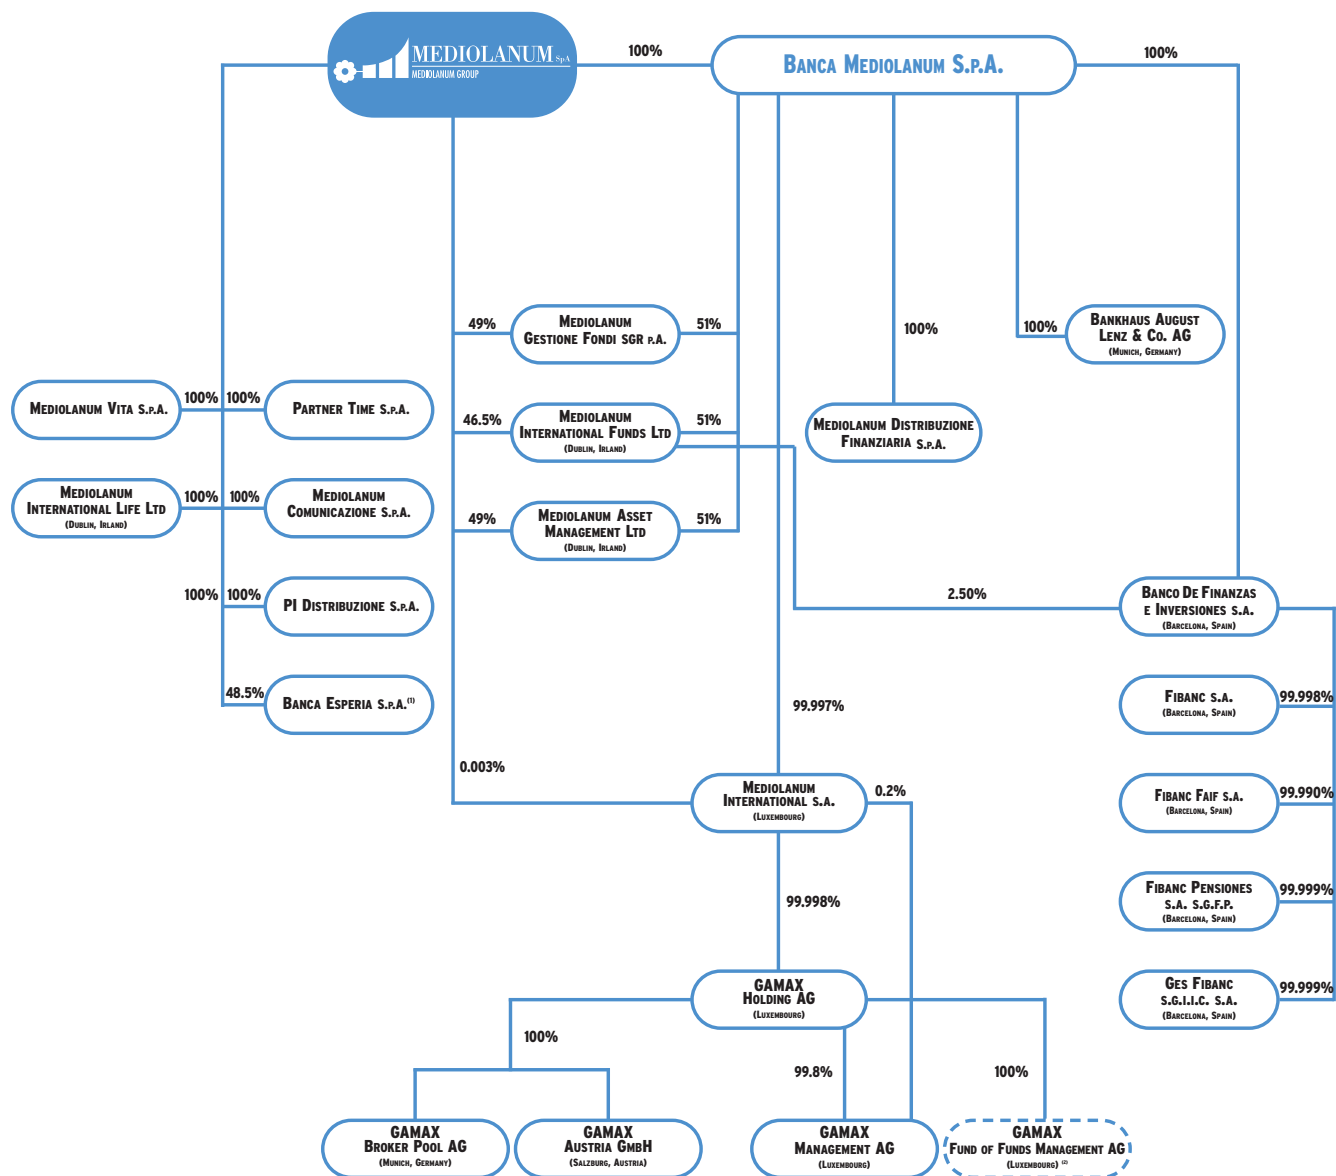 MEDIOLANUM SpA
MEDIOLANUM GROUP
100%
BANCA MEDIOLANUM S.P.A.
100%
49%
MEDIOLANUM
GESTIONE FONDI SGR P.A.
51%
100%
100%
BANKHAUS AUGUST
LENZ & CO. AG
(MUNICH, GERMANY)
MEDIOLANUM VITA S.P.A.
100%
100%
PARTNER TIME S.P.A.
46.5%
MEDIOLANUM
INTERNATIONAL FUNDS LTD
(DUBLIN, IRLAND)
51%
MEDIOLANUM DISTRIBUZIONE
FINANZIARIA S.P.A.
MEDIOLANUM
INTERNATIONAL LIFE LTD
(DUBLIN, IRLAND)
100%
100%
MEDIOLANUM
COMUNICAZIONE S.P.A.
49%
MEDIOLANUM ASSET
MANAGEMENT LTD
(DUBLIN, IRLAND)
51%
100%
100%
PI DISTRIBUZIONE S.P.A.
2.50%
BANCO DE FINANZAS
E INVERSIONES S.A.
(BARCELONA, SPAIN)
48.5%
BANCA ESPERIA S.P.A.(1)
99.997%
FIBANC S.A.
(BARCELONA, SPAIN)
99.998%
0.003%
MEDIOLANUM
INTERNATIONAL S.A.
(LUXEMBOURG)
0.2%
FIBANC FAIF S.A.
(BARCELONA, SPAIN)
99.990%
99.998%
FIBANC PENSIONES
S.A. S.G.F.P.
(BARCELONA, SPAIN)
99.999%
GAMAX
HOLDING AG
(LUXEMBOURG)
GES FIBANC
S.G.I.I.C. S.A.
(BARCELONA, SPAIN)
99.999%
100%
99.8%
100%
GAMAX
BROKER POOL AG
(MUNICH, GERMANY)
GAMAX
AUSTRIA GMBH
(SALZBURG, AUSTRIA)
GAMAX
MANAGEMENT AG
(LUXEMBOURG)
GAMAX
FUND OF FUNDS MANAGEMENT AG
(LUXEMBOURG) (2)